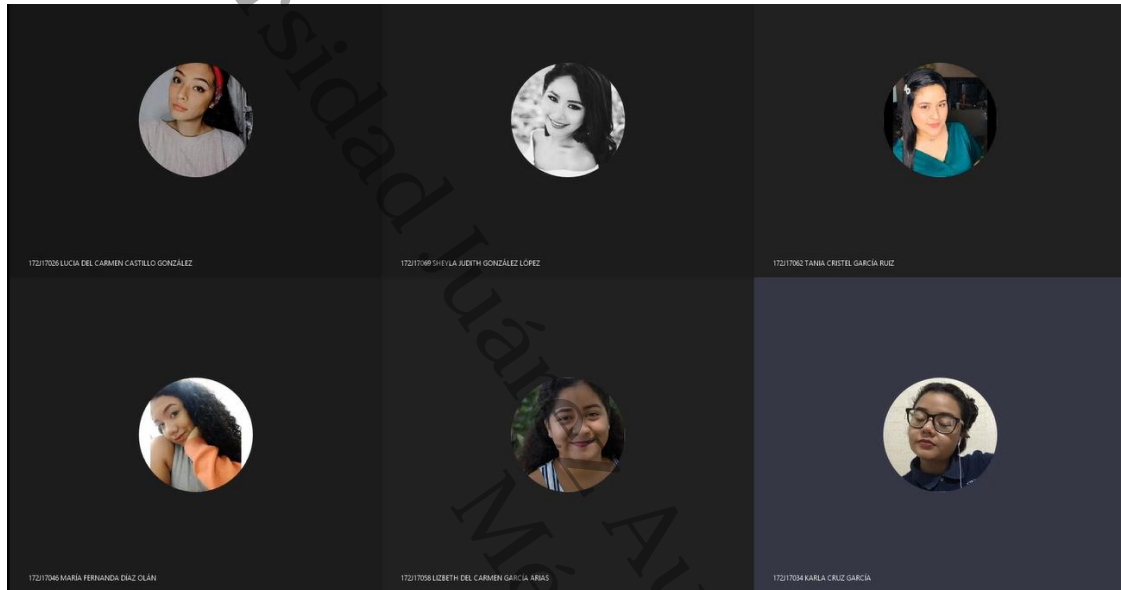 172J17026 LUCIA DEL CARMEN CASTILLO GONZÁLEZ
172J17069 SHEYLA JUDITH GONZÁLEZ LÓPEZ
172J17062 TANIA CRISTEL GARCÍA RUIZ
172J17046 MARÍA FERNANDA DÍAZ OLÁN
172J17058 LIZBETH DEL CARMEN GARCÍA ARIAS
172J17034 KARLA CRUZ GARCÍA
Juár